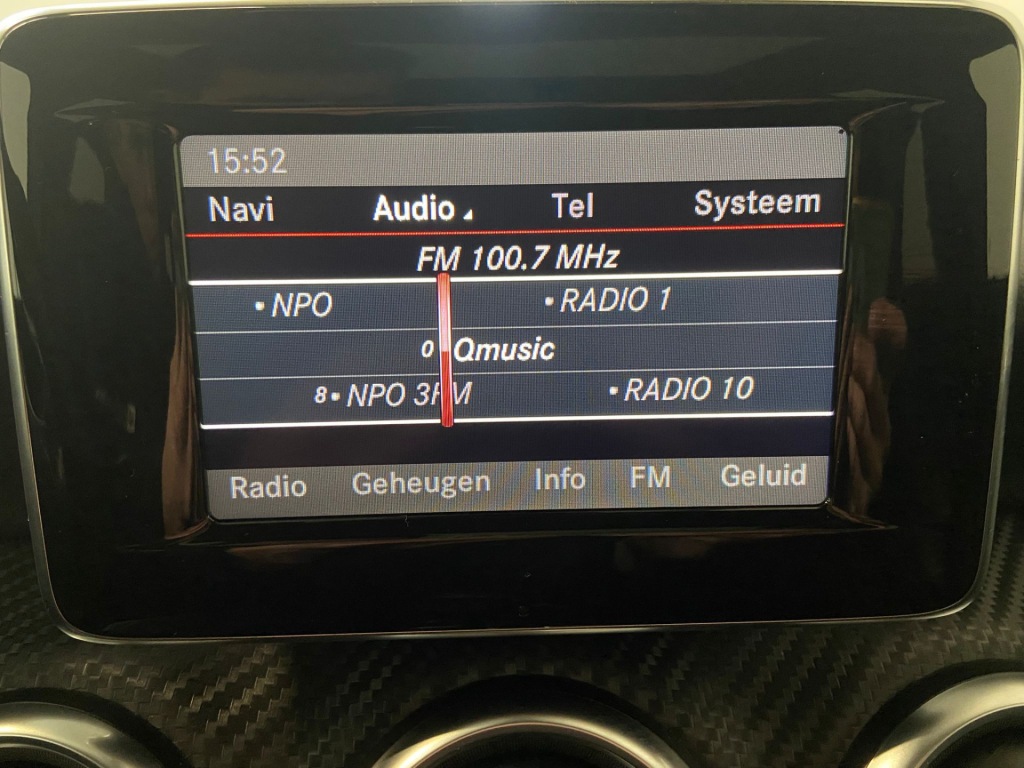 15:52
Navi Audio Tel Systeem
FM 100.7 MHz
• NPO • RADIO 1
0 Qmusic
8• NPO 3FM • RADIO 10
Radio Geheugen Info FM Geluid